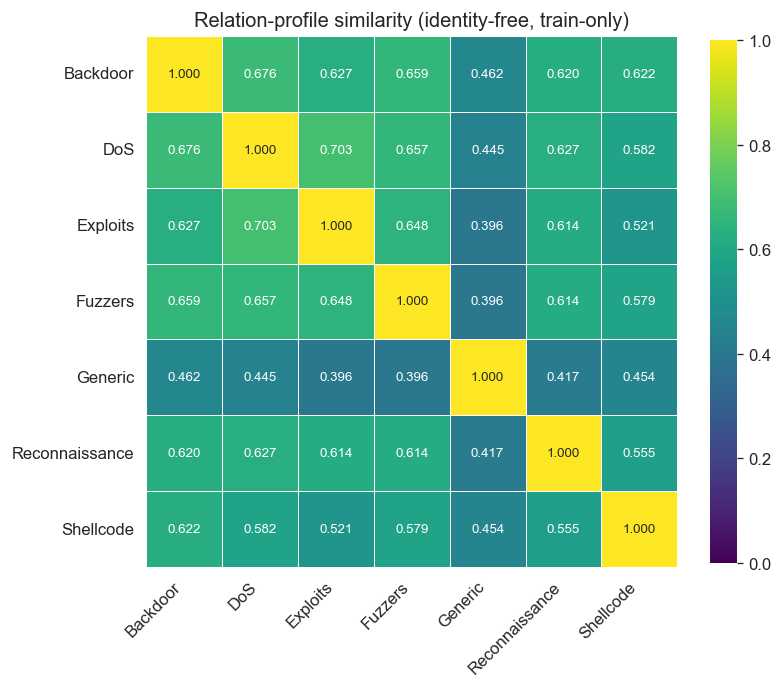 Relation-profile similarity (identity-free, train-only)
Backdoor 1.000 0.676 0.627 0.659 0.462 0.620 0.622
DoS 0.676 1.000 0.703 0.657 0.445 0.627 0.582
Exploits 0.627 0.703 1.000 0.648 0.396 0.614 0.521
Fuzzers 0.659 0.657 0.648 1.000 0.396 0.614 0.579
Generic 0.462 0.445 0.396 0.396 1.000 0.417 0.454
Reconnaissance 0.620 0.627 0.614 0.614 0.417 1.000 0.555
Shellcode 0.622 0.582 0.521 0.579 0.454 0.555 1.000
Backdoor DoS Exploits Fuzzers Generic Reconnaissance Shellcode
1.0
0.8
0.6
0.4
0.2
0.0